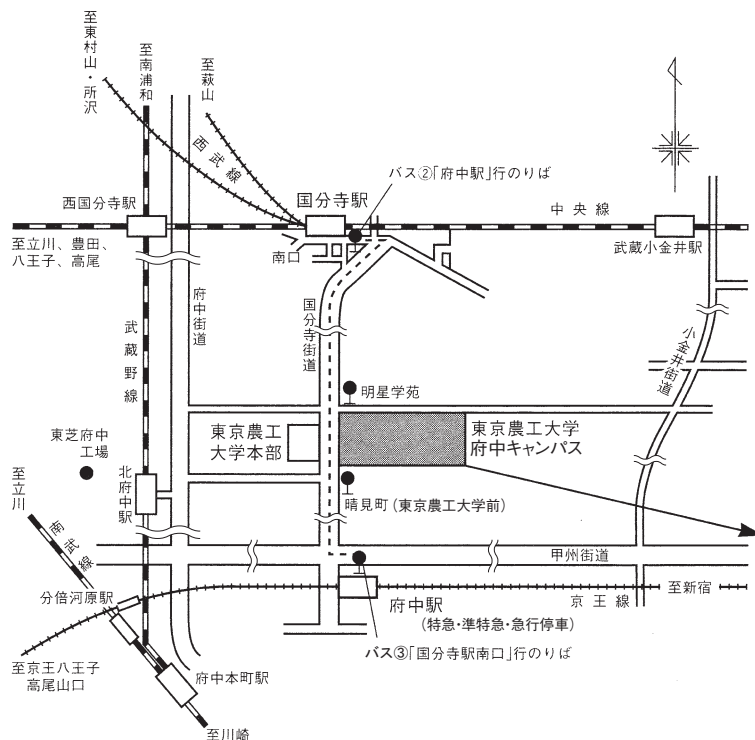 至東村山・所沢
至南浦和
至萩山
西武線
国分寺駅
バス②「府中駅」行のりば
西国分寺駅
中央線
至立川、豊田、
八王子、高尾
南口
武蔵小金井駅
府中街道
国分寺街道
武蔵野線
小金井街道
明星学苑
東京農工
大学本部
東京農工大学
府中キャンパス
東芝府中
工場
北府中駅
至立川
晴見町(東京農工大学前)
南武線
甲州街道
分倍河原駅
府中駅
京王線
至新宿
(特急・準特急・急行停車)
バス③「国分寺駅南口」行のりば
至京王八王子
高尾山口
府中本町駅
至川崎